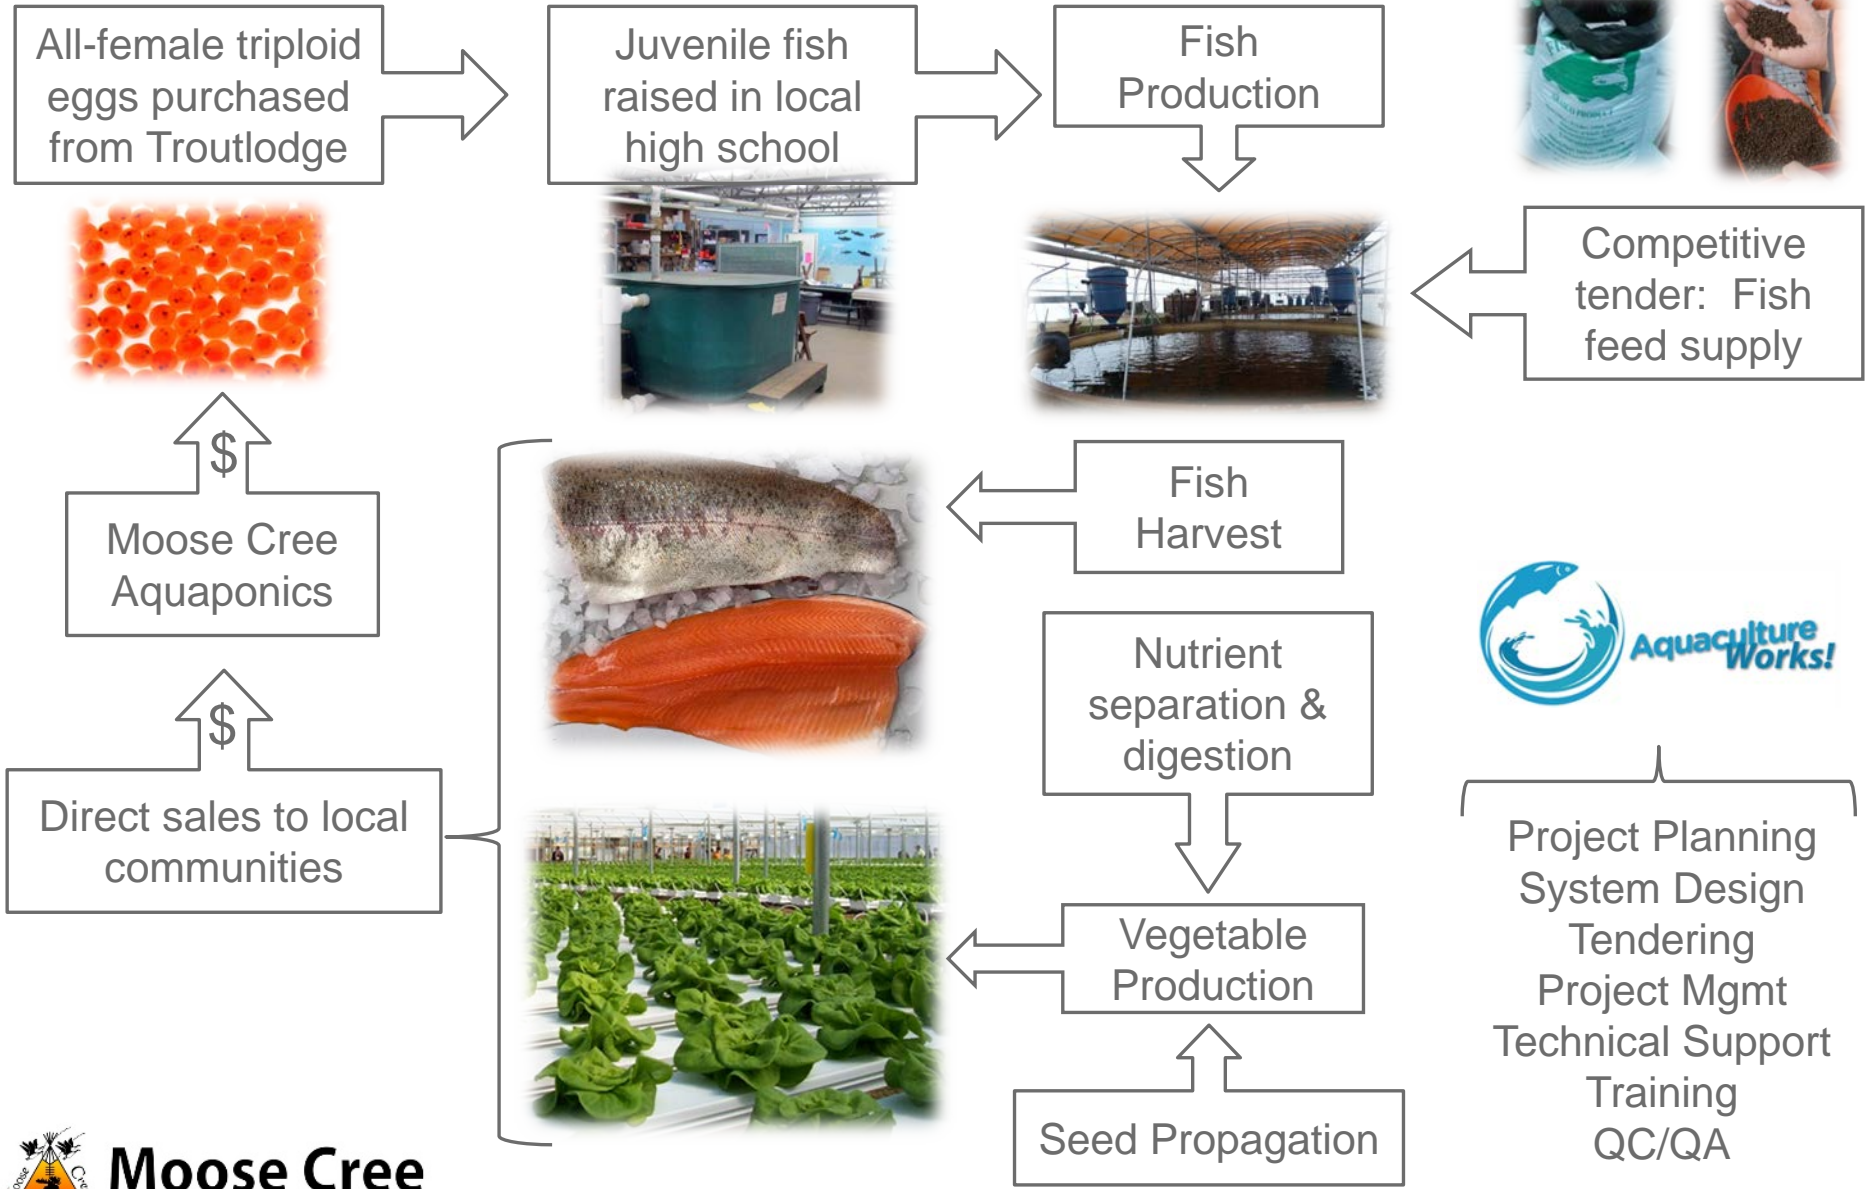 All-female triploid
eggs purchased
from Troutlodge
Juvenile fish
raised in local
high school
Fish
Production
Competitive
tender: Fish
feed supply
$
Moose Cree
Aquaponics
$
Direct sales to local
communities
Fish
Harvest
Nutrient
separation &
digestion
Vegetable
Production
Seed Propagation
Aquaculture
Works!
Project Planning
System Design
Tendering
Project Mgmt
Technical Support
Training
QC/QA
Moose Cree